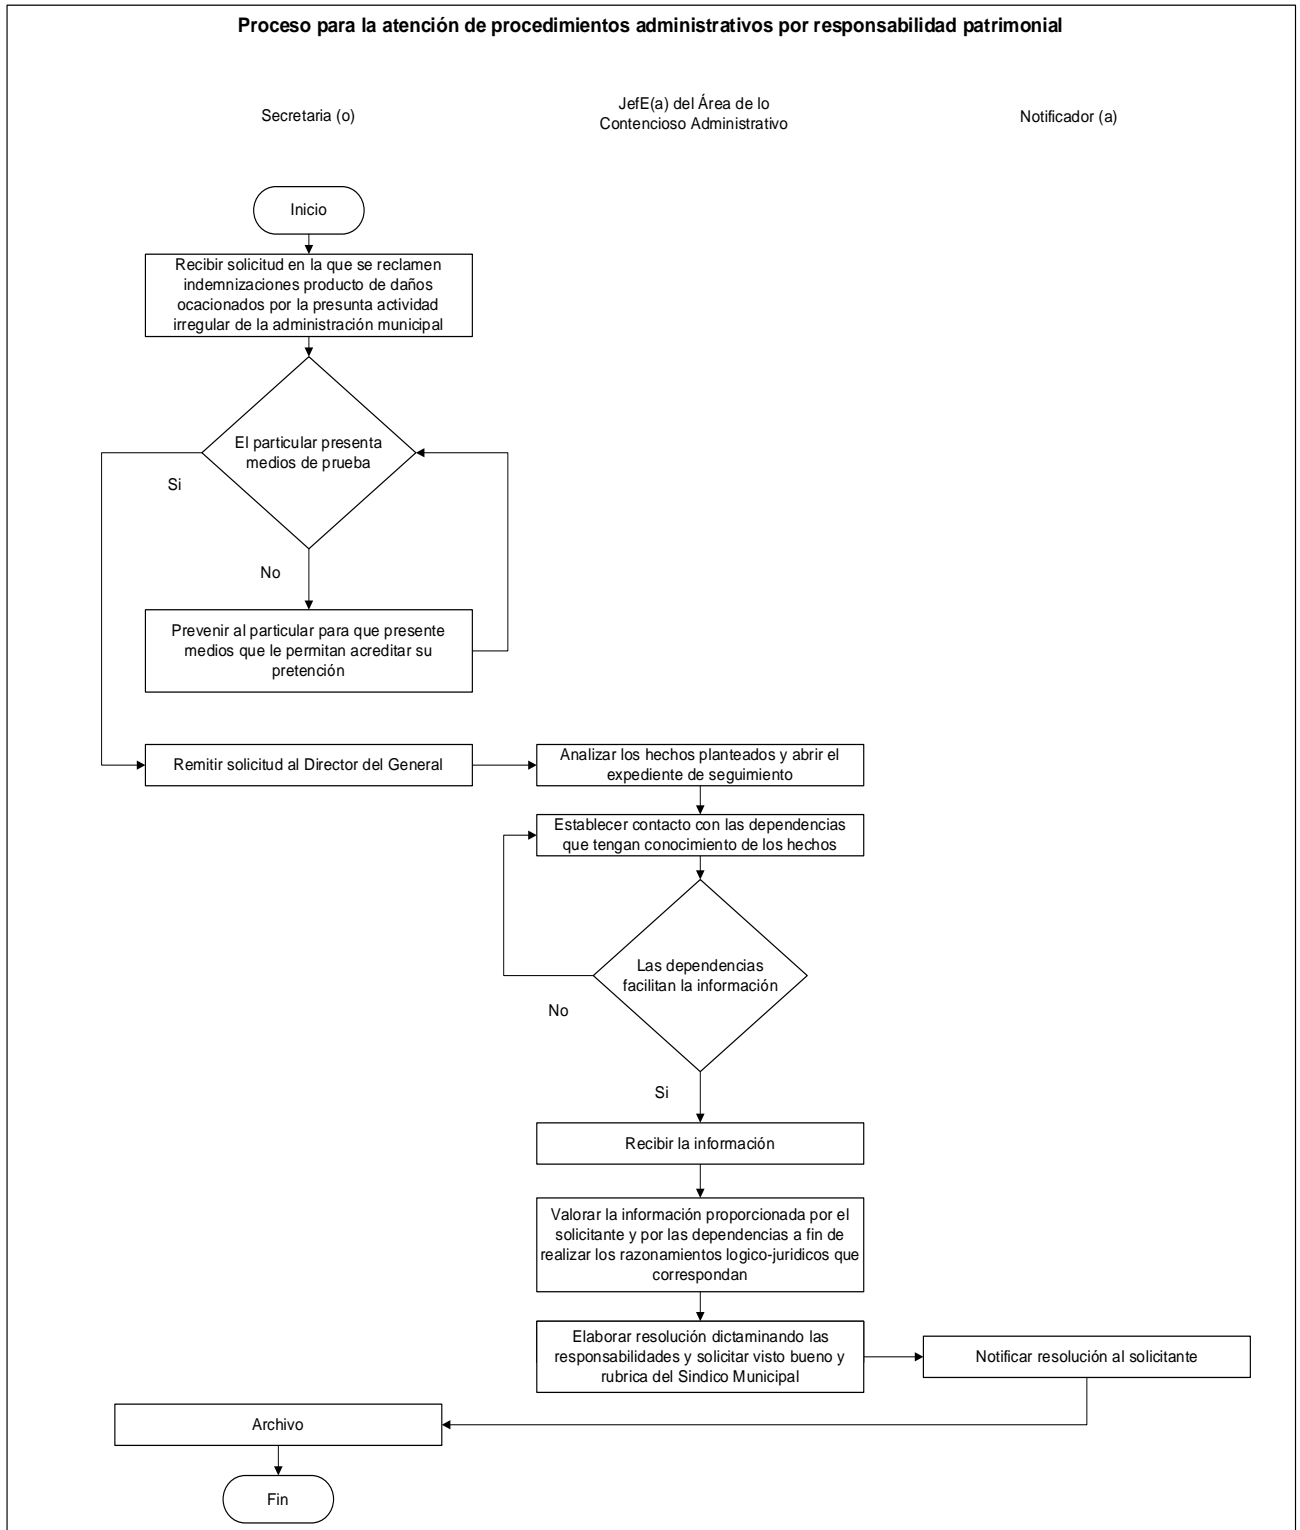 Proceso para la atención de procedimientos administrativos por responsabilidad patrimonial
Secretaria (o)
JefE(a) del Área de lo
Contencioso Administrativo
Notificador (a)
Inicio
Recibir solicitud en la que se reclamen
indemnizaciones producto de daños
ocacionados por la presunta actividad
irregular de la administración municipal
El particular presenta
medios de prueba
Si
No
Prevenir al particular para que presente
medios que le permitan acreditar su
pretención
Remitir solicitud al Director del General
Analizar los hechos planteados y abrir el
expediente de seguimiento
Establecer contacto con las dependencias
que tengan conocimiento de los hechos
Las dependencias
facilitan la información
No
Si
Recibir la información
Valorar la información proporcionada por el
solicitante y por las dependencias a fin de
realizar los razonamientos logico-juridicos que
correspondan
Elaborar resolución dictaminando las
responsabilidades y solicitar visto bueno y
rubrica del Sindico Municipal
Notificar resolución al solicitante
Archivo
Fin